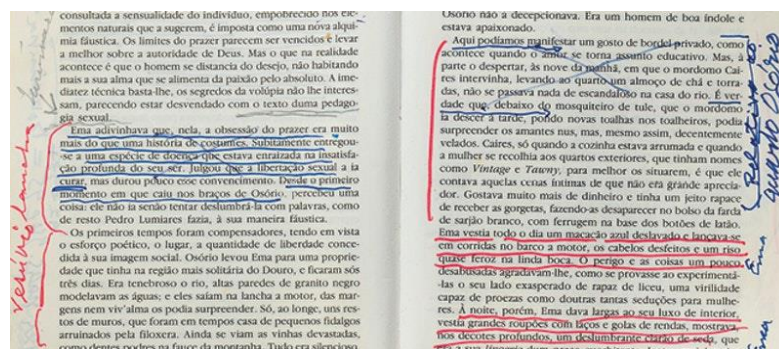 consultada a sensualidade do indivíduo, empobrecido nos ele-
mentos naturais que a sugerem, é imposta como uma nova alqui-
mia fáustica. Os limites do prazer parecem ser vencidos e levar
a melhor sobre a autoridade de Deus. Mas o que na realidade
acontece é que o homem se distancia do desejo, não habitando
mais a sua alma que se alimenta da paixão pelo absoluto. A ime-
diatez técnica basta-lhe, os segredos da volúpia não lhe interes-
sam, parecendo estar desvendado com o texto duma pedago-
gia sexual.
Ema adivinhava que, nela, a obsessão do prazer era muito
mais do que uma história de costumes. Subitamente entregou-
-se a uma espécie de doença que estava enraizada na insatisfa-
ção profunda do seu ser. Julgou que a libertação sexual a ia
curar, mas durou pouco esse convencimento. Desde o primeiro
momento em que caiu nos braços de Osório, percebeu uma
coisa: ele não ia senão tentar deslumbrá-la com palavras, como
de resto Pedro Lumiares fazia, à sua maneira fáustica.
Os primeiros tempos foram compensadores, tendo em vista
o esforço poético, o lugar, a quantidade de liberdade conce-
dida à sua imagem social. Osório levou Ema para uma proprie-
dade que tinha na região mais solitária do Douro, e ficaram sós
três dias. Era tenebroso o rio, altas paredes de granito negro
modelavam as águas; e eles saíam na lancha a motor, das mar-
gens nem viv'alma os podia surpreender. Só, ao longe, uns res-
tos de muros, que foram em tempos casa de pequenos fidalgos
arruinados pela filoxera. Ainda se viam as vinhas devastadas,
como dentes podres na fauce da montanha. Tudo era silencioso
Vesúvio
lancha
Osório não a decepcionava. Era um homem de boa índole e
estava apaixonado.
Aqui podíamos manifestar um gosto de bordel privado, como
acontece quando o amor se torna assunto educativo. Mas, à
parte o despertar, às nove da manhã, em que o mordomo Cai-
res intervinha, levando ao quarto um almoço de chá e torra-
das, não se passava nada de escandaloso na casa do rio. É ver-
dade que, debaixo do mosquiteiro de tule, que o mordomo
ia descer à tarde, pondo novas toalhas nos toalheiros, podia
surpreender os amantes nus, mas, mesmo assim, decentemente
velados. Caires, só quando a cozinha estava arrumada e quando
a mulher se recolhia aos quartos exteriores, que tinham nomes
como Vintage e Tawny, para melhor os situarem, é que ele
contava aquelas cenas íntimas de que não era grande aprecia-
dor. Gostava muito mais de dinheiro e tinha um jeito rapace
de receber as gorgetas, fazendo-as desaparecer no bolso da farda
de sarjão branco, com ferrugem na base dos botões de metal.
Ema vestia todo o dia um macação azul deslavado e lançava-se
em corridas no barco a motor, os cabelos desfeitos e um riso
quase feroz na linda boca. O perigo e as coisas um pouco
desabusadas agradavam-lhe, como se provasse ao experimentá-
-las o seu lado exasperado de rapaz de liceu, uma virilidade
capaz de proezas como doutras tantas seduções para mulhe-
res. À noite, porém, Ema dava largas ao seu luxo de interior,
vestia grandes roupões com laços e golas de rendas, mostrava,
nos decotes profundos, um deslumbrante clarão de seda, que
Relativo ao
Osório
Ema
Ema